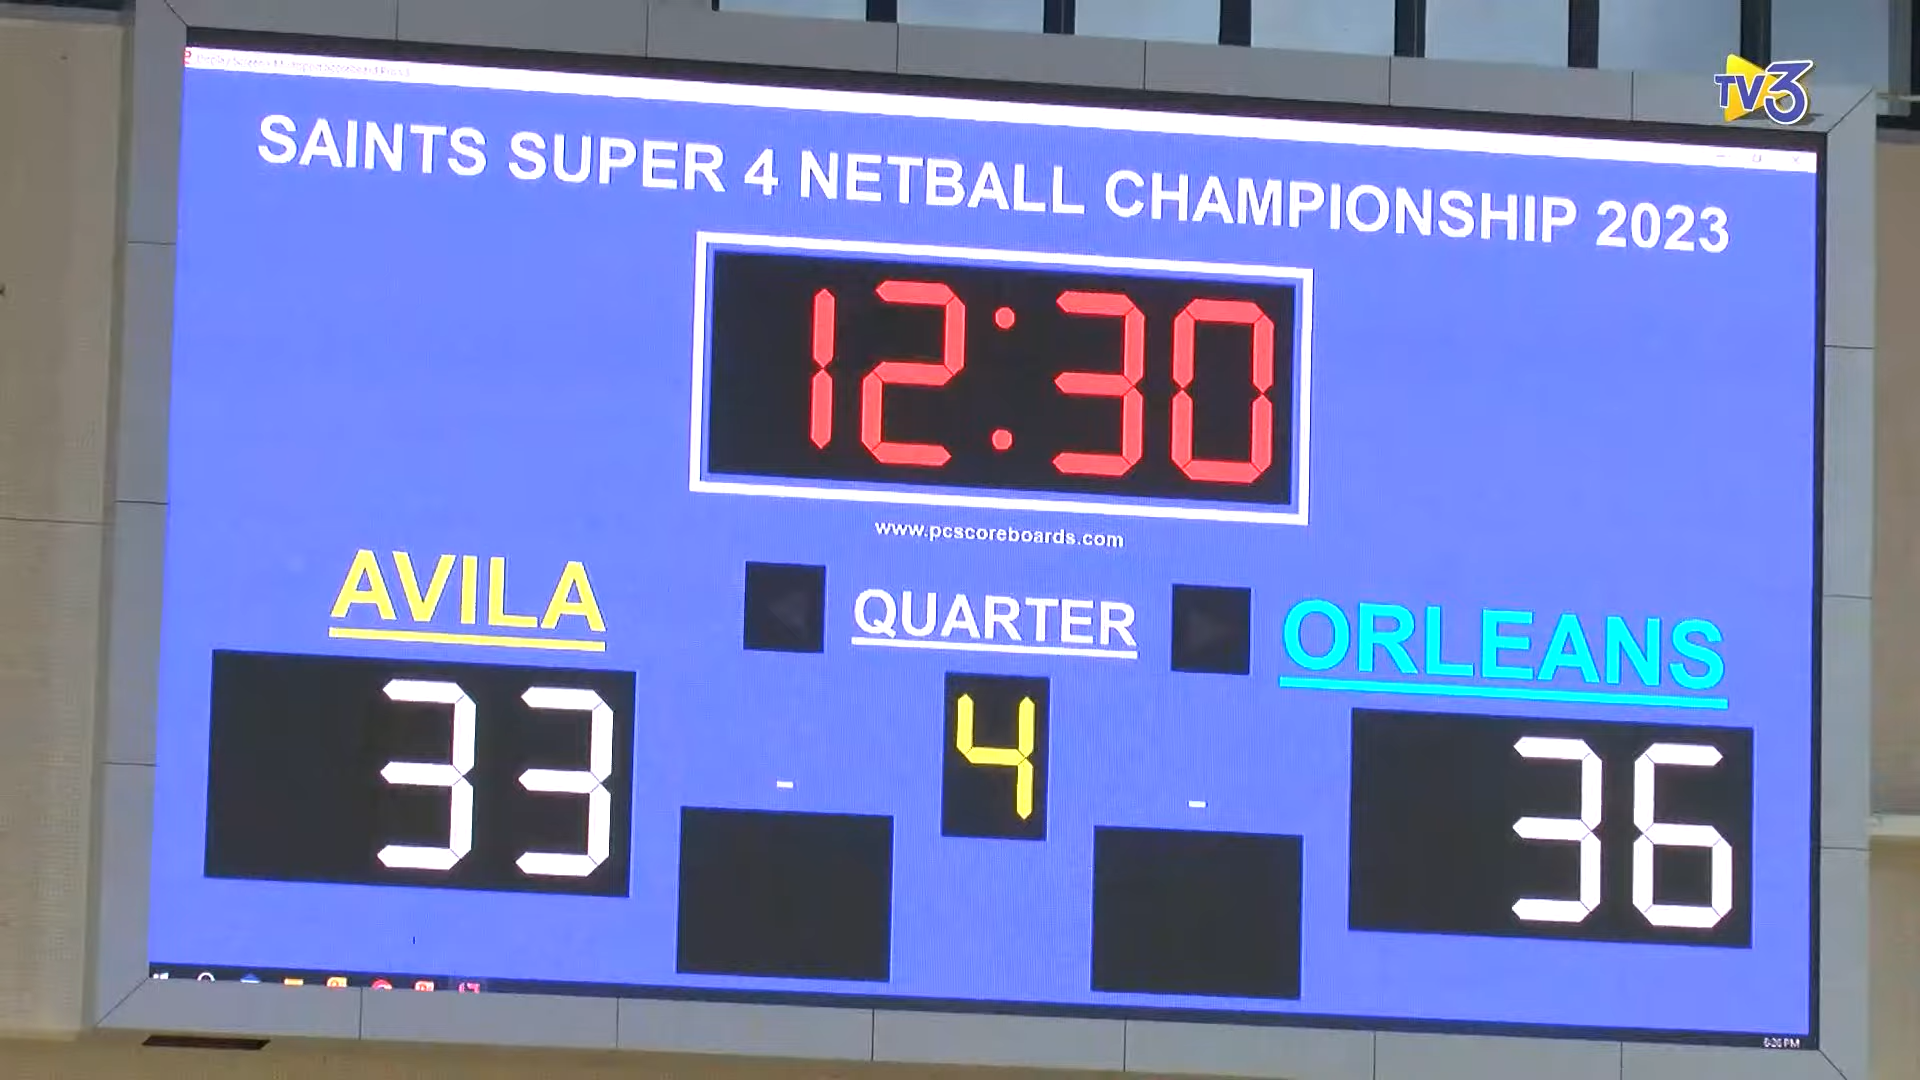 TV3
SAINTS SUPER 4 NETBALL CHAMPIONSHIP 2023
12:30
www.pcscoreboards.com
AVILA
QUARTER
ORLEANS
33
4
36